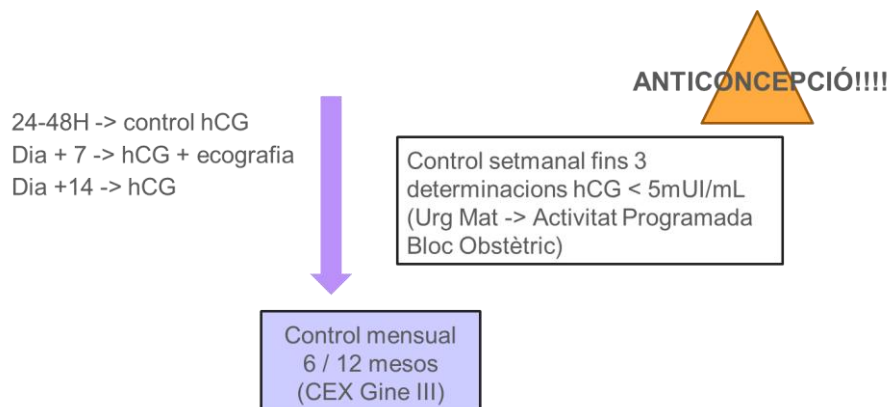 ANTICONCEPCIÓ!!!!
24-48H -> control hCG
Dia + 7 -> hCG + ecografia
Dia +14 -> hCG
Control setmanal fins 3
determinacions hCG < 5mUI/mL
(Urg Mat -> Activitat Programada
Bloc Obstètric)
Control mensual
6 / 12 mesos
(CEX Gine III)